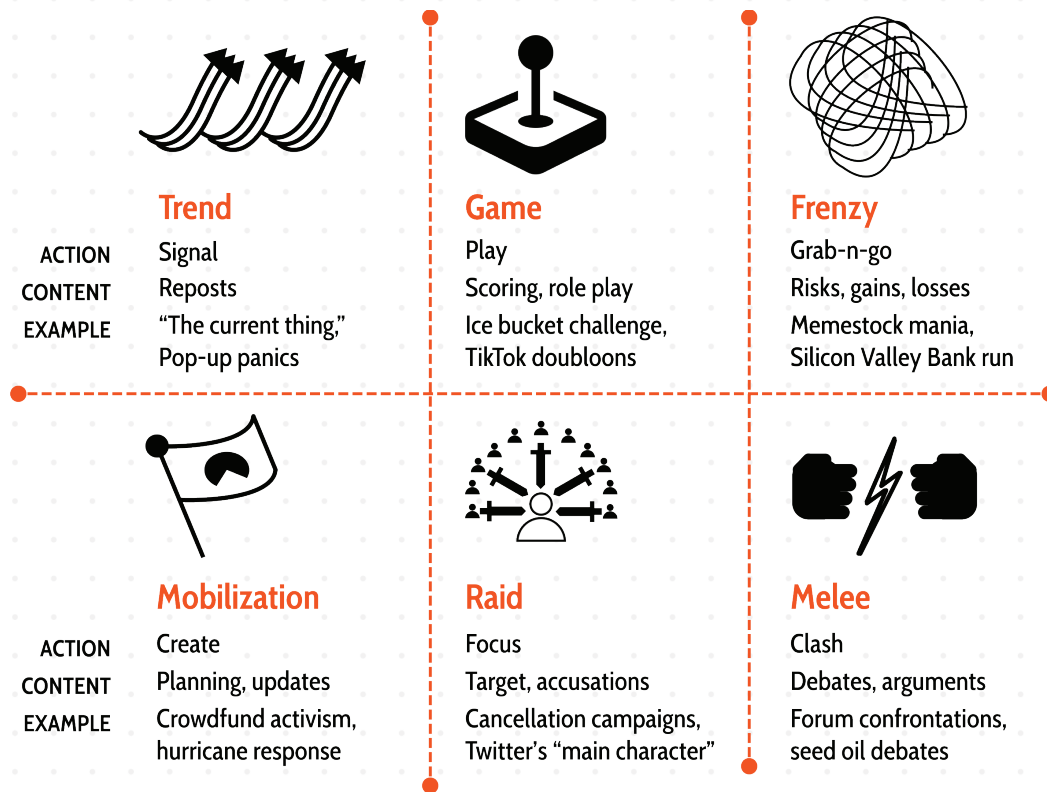 Trend
Game
Frenzy
ACTION
Signal
Play
Grab-n-go
CONTENT
Reposts
Scoring, role play
Risks, gains, losses
EXAMPLE
“The current thing,”
Pop-up panics
Ice bucket challenge,
TikTok doubloons
Memestock mania,
Silicon Valley Bank run
Mobilization
Raid
Melee
ACTION
Create
Focus
Clash
CONTENT
Planning, updates
Target, accusations
Debates, arguments
EXAMPLE
Crowdfund activism,
hurricane response
Cancellation campaigns,
Twitter’s “main character”
Forum confrontations,
seed oil debates